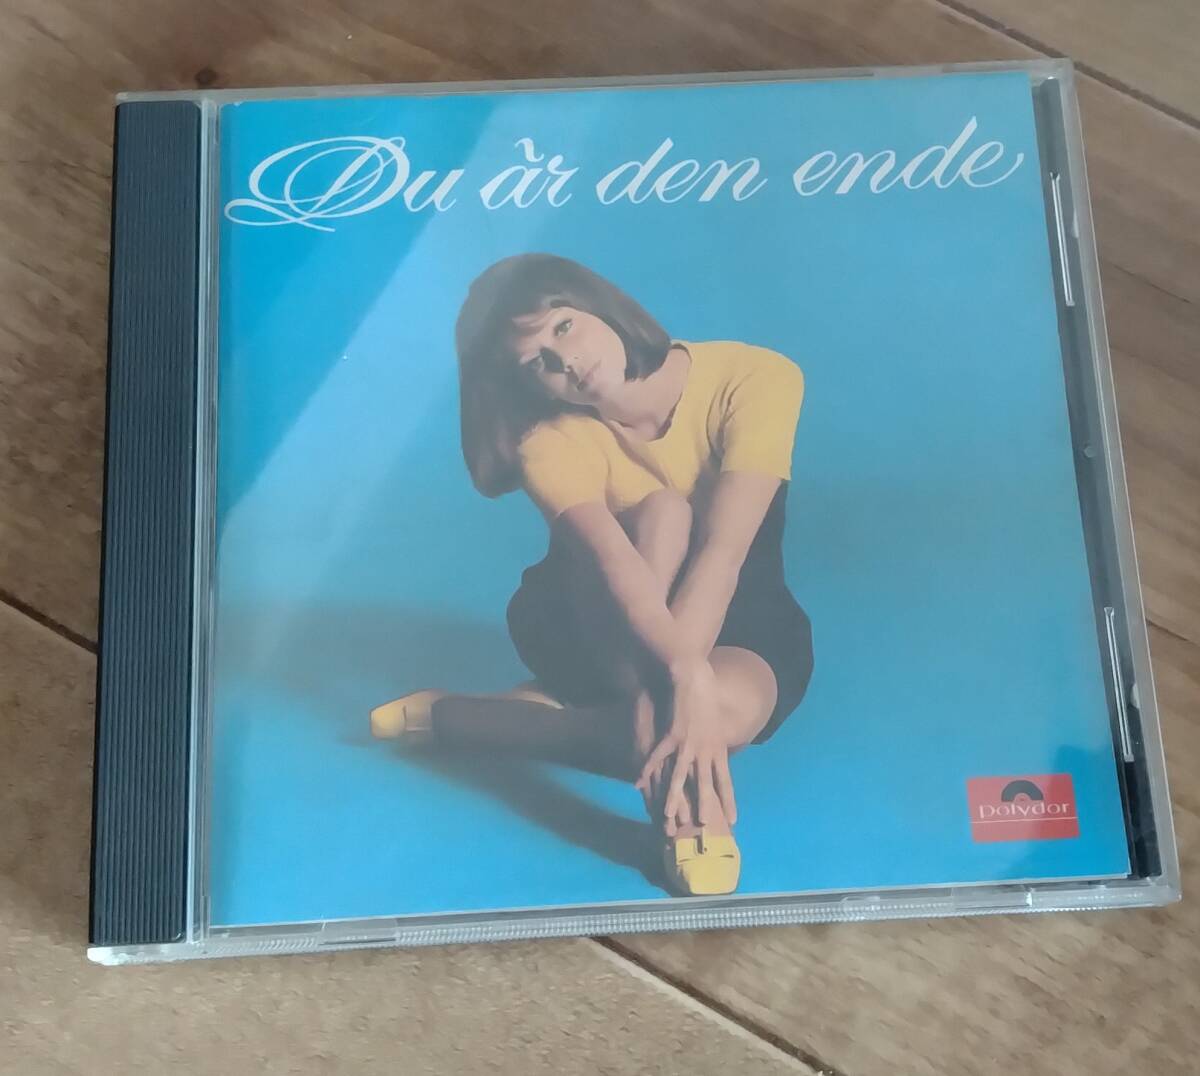 Du är den ende
Polydor